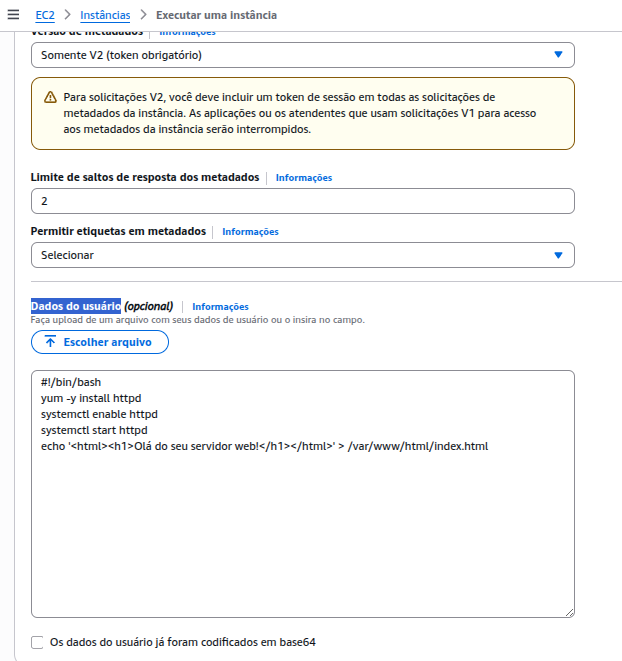 EC2 > Instâncias > Executar uma instância
Versão de metadados | Informações
Somente V2 (token obrigatório)
Para solicitações V2, você deve incluir um token de sessão em todas as solicitações de
metadados da instância. As aplicações ou os atendentes que usam solicitações V1 para acesso
aos metadados da instância serão interrompidos.
Limite de saltos de resposta dos metadados | Informações
2
Permitir etiquetas em metadados | Informações
Selecionar
Dados do usuário (opcional) | Informações
Faça upload de um arquivo com seus dados de usuário ou o insira no campo.
Escolher arquivo
#!/bin/bash
yum -y install httpd
systemctl enable httpd
systemctl start httpd
echo '<html><h1>Olá do seu servidor web!</h1></html>' > /var/www/html/index.html
Os dados do usuário já foram codificados em base64